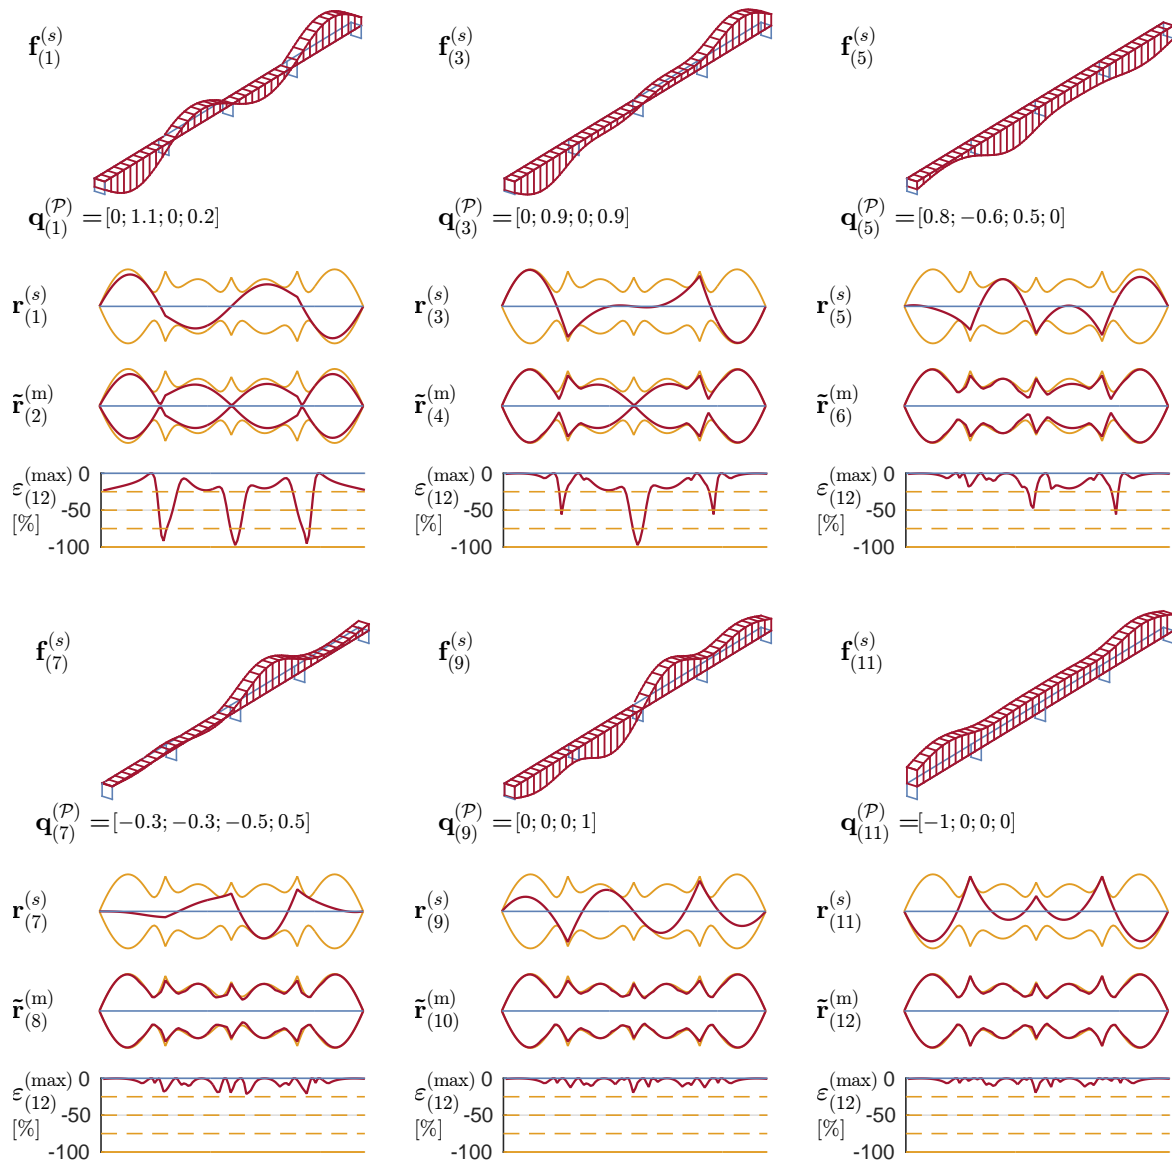 f(1)(s) f(3)(s) f(5)(s)
q(1)(𝒫) =[0; 1.1; 0; 0.2] q(3)(𝒫) =[0; 0.9; 0; 0.9] q(5)(𝒫) =[0.8; −0.6; 0.5; 0]
r(1)(s) r(3)(s) r(5)(s)
r̃(2)(m) r̃(4)(m) r̃(6)(m)
ε(12)(max) [%] 0 -50 -100 ε(12)(max) [%] 0 -50 -100 ε(12)(max) [%] 0 -50 -100
f(7)(s) f(9)(s) f(11)(s)
q(7)(𝒫) =[−0.3; −0.3; −0.5; 0.5] q(9)(𝒫) =[0; 0; 0; 1] q(11)(𝒫) =[−1; 0; 0; 0]
r(7)(s) r(9)(s) r(11)(s)
r̃(8)(m) r̃(10)(m) r̃(12)(m)
ε(12)(max) [%] 0 -50 -100 ε(12)(max) [%] 0 -50 -100 ε(12)(max) [%] 0 -50 -100